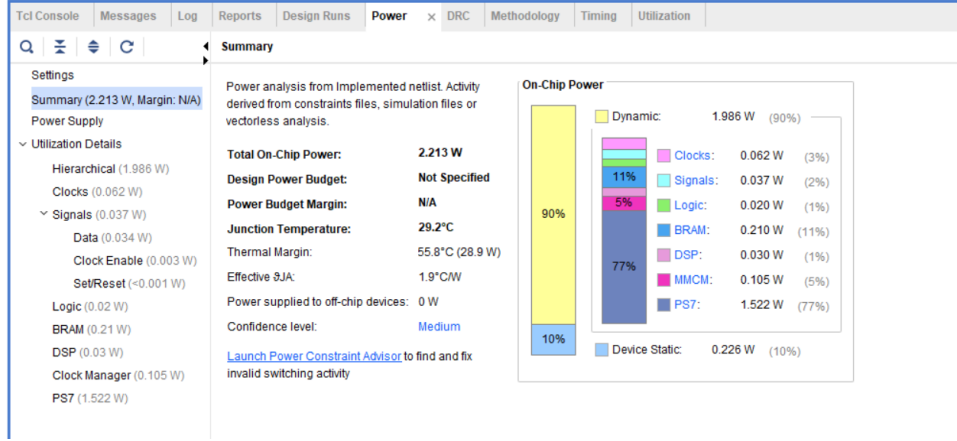 Tcl Console Messages Log Reports Design Runs Power × DRC Methodology Timing Utilization
Summary
Settings
Summary (2.213 W, Margin: N/A)
Power Supply
Utilization Details
Hierarchical (1.986 W)
Clocks (0.062 W)
Signals (0.037 W)
Data (0.034 W)
Clock Enable (0.003 W)
Set/Reset (<0.001 W)
Logic (0.02 W)
BRAM (0.21 W)
DSP (0.03 W)
Clock Manager (0.105 W)
PS7 (1.522 W)
Power analysis from Implemented netlist. Activity
derived from constraints files, simulation files or
vectorless analysis.
Total On-Chip Power: 2.213 W
Design Power Budget: Not Specified
Power Budget Margin: N/A
Junction Temperature: 29.2°C
Thermal Margin: 55.8°C (28.9 W)
Effective ϑJA: 1.9°C/W
Power supplied to off-chip devices: 0 W
Confidence level: Medium
Launch Power Constraint Advisor to find and fix
invalid switching activity
On-Chip Power
90%
10%
Dynamic: 1.986 W (90%)
11%
5%
77%
Clocks: 0.062 W (3%)
Signals: 0.037 W (2%)
Logic: 0.020 W (1%)
BRAM: 0.210 W (11%)
DSP: 0.030 W (1%)
MMCM: 0.105 W (5%)
PS7: 1.522 W (77%)
Device Static: 0.226 W (10%)